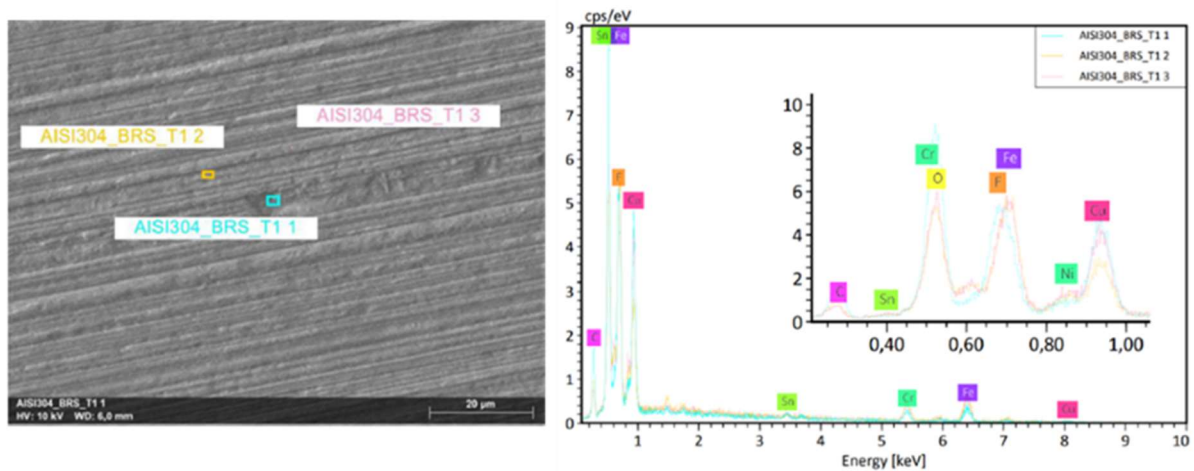 AISI304_BRS_T1 3
AISI304_BRS_T1 2
AISI304_BRS_T1 1
AISI304_BRS_T1 1
HV: 10 kV WD: 6,0 mm
20 µm
cps/eV
9
8
7
6
5
4
3
2
1
0
Sn
Fe
F
Cu
C
Sn
Cr
Fe
Cu
1
2
3
4
5
6
7
8
9
10
Energy [keV]
AISI304_BRS_T1 1
AISI304_BRS_T1 2
AISI304_BRS_T1 3
10
8
6
4
2
0
C
Sn
Cr
O
F
Fe
Ni
Cu
0,40
0,60
0,80
1,00